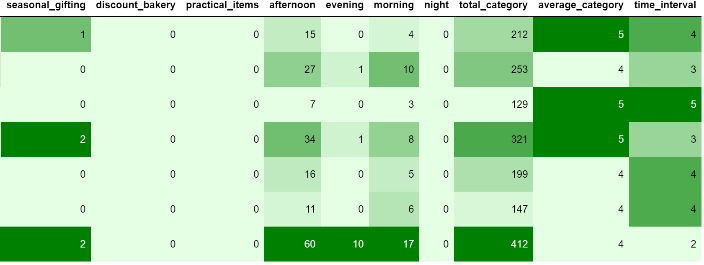 seasonal_gifting discount_bakery practical_items afternoon evening morning night total_category average_category time_interval
1 0 0 15 0 4 0 212 5 4
0 0 0 27 1 10 0 253 4 3
0 0 0 7 0 3 0 129 5 5
2 0 0 34 1 8 0 321 5 3
0 0 0 16 0 5 0 199 4 4
0 0 0 11 0 6 0 147 4 4
2 0 0 60 10 17 0 412 4 2